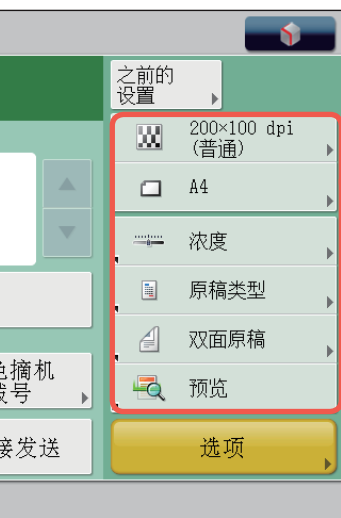 之前的
设置
200×100 dpi
(普通)
A4
浓度
原稿类型
双面原稿
预览
摘机
拨号
接发送
选项